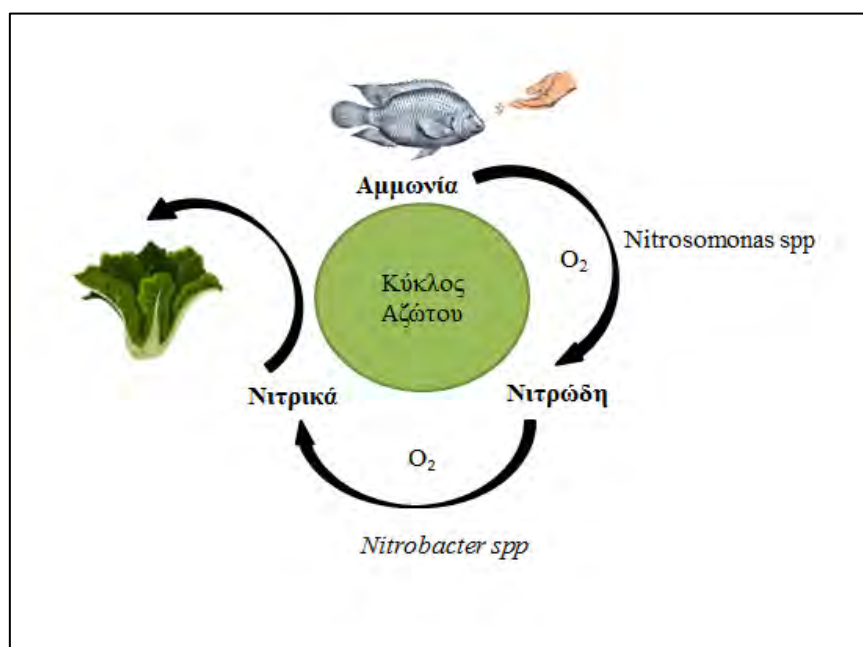 Αμμωνία
Nitrosomonas spp
O₂
Κύκλος
Αζώτου
Νιτρικά
Νιτρώδη
O₂
Nitrobacter spp